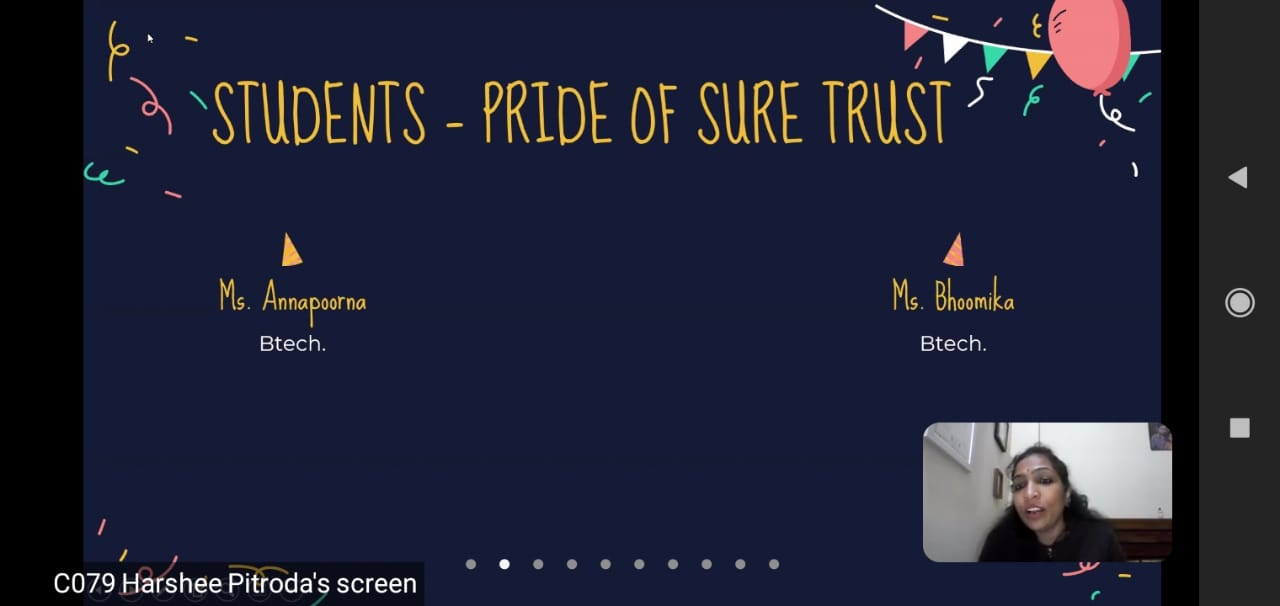 STUDENTS - PRIDE OF SURE TRUST
Ms. Annapoorna
Btech.
Ms. Bhoomika
Btech.
C079 Harshee Pitroda's screen